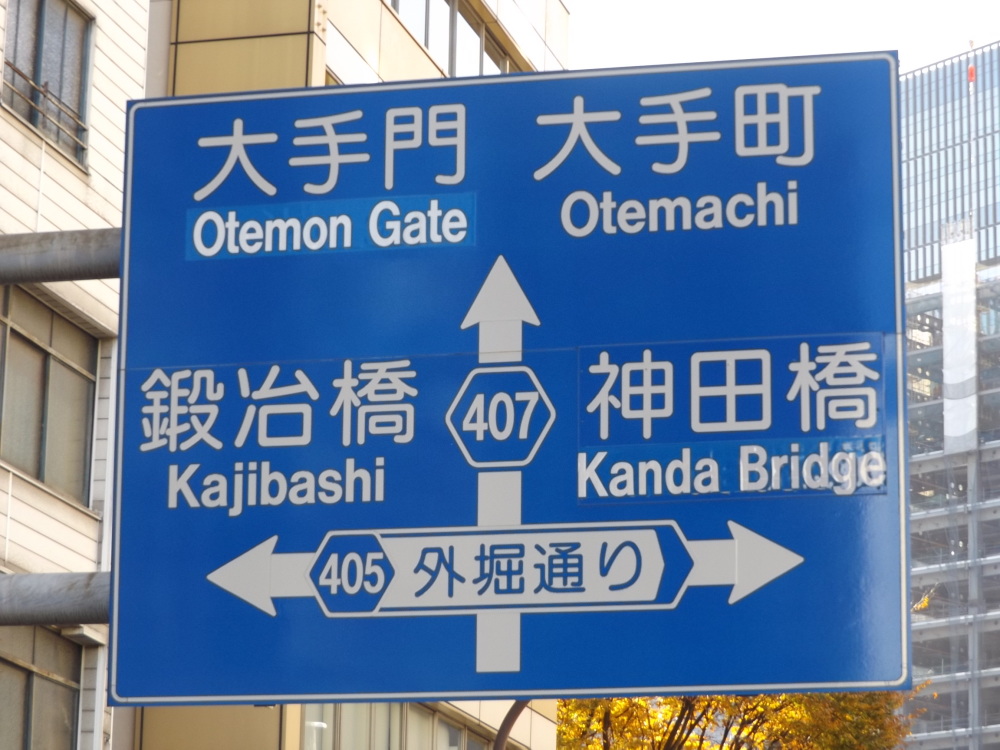 大手門 大手町
Otemon Gate Otemachi
鍛冶橋 407 神田橋
Kajibashi Kanda Bridge
405 外堀通り